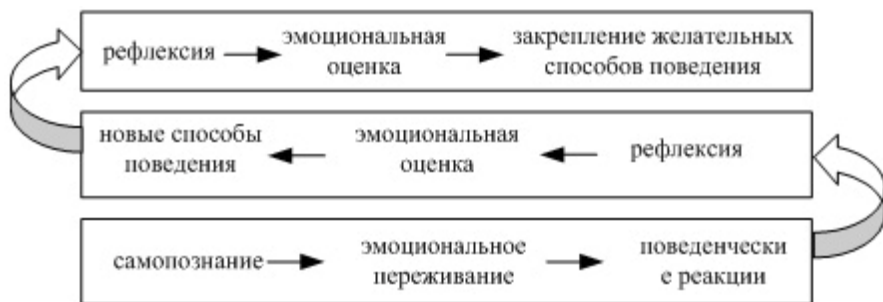 рефлексия
эмоциональная
оценка
закрепление желательных
способов поведения
новые способы
поведения
эмоциональная
оценка
рефлексия
самопознание
эмоциональное
переживание
поведенчески
е реакции